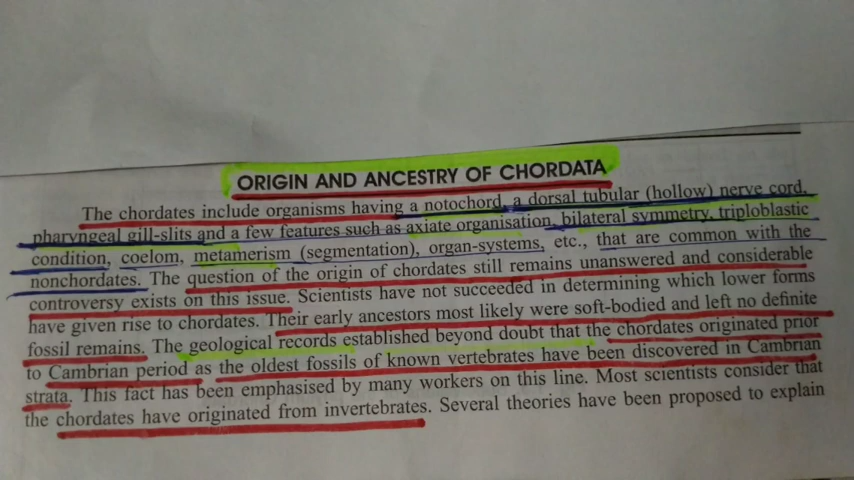 ORIGIN AND ANCESTRY OF CHORDATA
The chordates include organisms having a notochord, a dorsal tubular (hollow) nerve cord,
pharyngeal gill-slits and a few features such as axiate organisation, bilateral symmetry, triploblastic
condition, coelom, metamerism (segmentation), organ-systems, etc., that are common with the
nonchordates. The question of the origin of chordates still remains unanswered and considerable
controversy exists on this issue. Scientists have not succeeded in determining which lower forms
have given rise to chordates. Their early ancestors most likely were soft-bodied and left no definite
fossil remains. The geological records established beyond doubt that the chordates originated prior
to Cambrian period as the oldest fossils of known vertebrates have been discovered in Cambrian
strata. This fact has been emphasised by many workers on this line. Most scientists consider that
the chordates have originated from invertebrates. Several theories have been proposed to explain